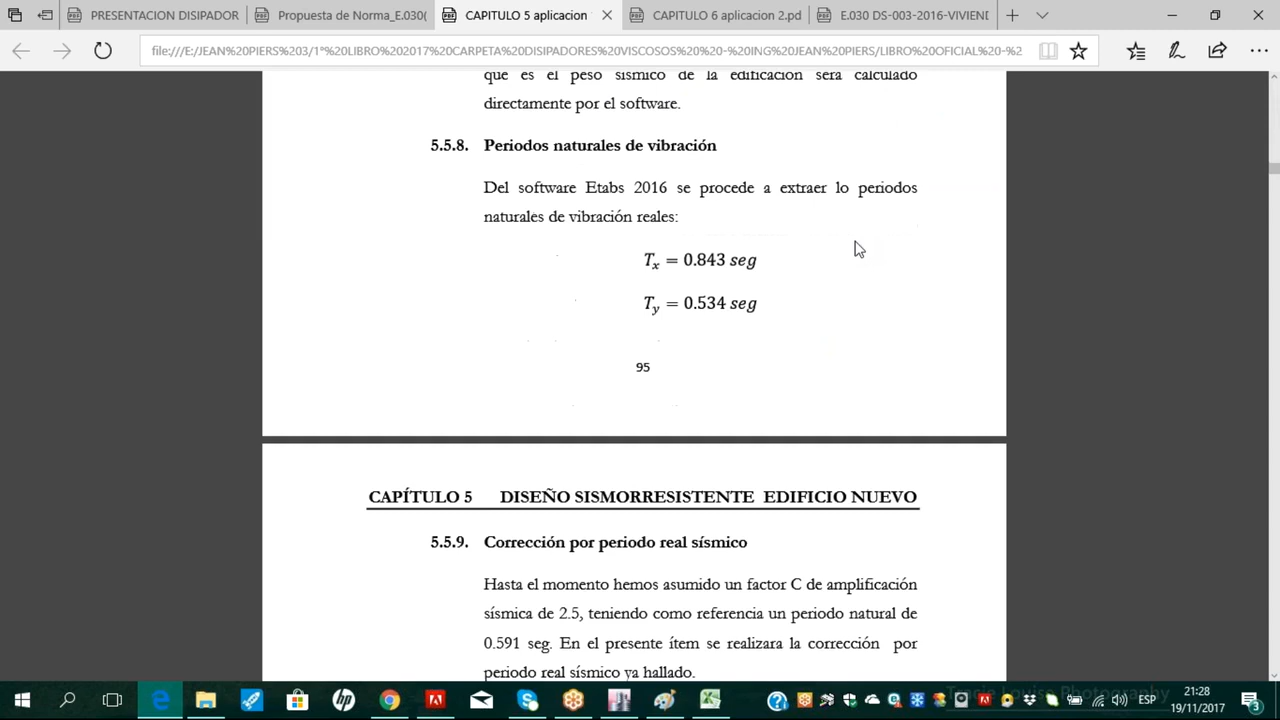 PRESENTACION DISIPADOR
Propuesta de Norma_E.030(
CAPITULO 5 aplicacion
CAPITULO 6 aplicacion 2.pd
E.030 DS-003-2016-VIVIEND
file:///E:/JEAN%20PIERS%203/1°%20LIBRO%202017%20CARPETA%20DISIPADORES%20VISCOSOS%20%20-%20ING%20JEAN%20PIERS/LIBRO%20OFICIAL%20-%2
que es el peso sísmico de la edificación será calculado
directamente por el software.
5.5.8. Periodos naturales de vibración
Del software Etabs 2016 se procede a extraer lo periodos
naturales de vibración reales:
Tx = 0.843 seg
Ty = 0.534 seg
95
CAPÍTULO 5 DISEÑO SISMORRESISTENTE EDIFICIO NUEVO
5.5.9. Corrección por periodo real sísmico
Hasta el momento hemos asumido un factor C de amplificación
sísmica de 2.5, teniendo como referencia un periodo natural de
0.591 seg. En el presente ítem se realizara la corrección por
periodo real sísmico ya hallado.
ESP
21:28
19/11/2017
3